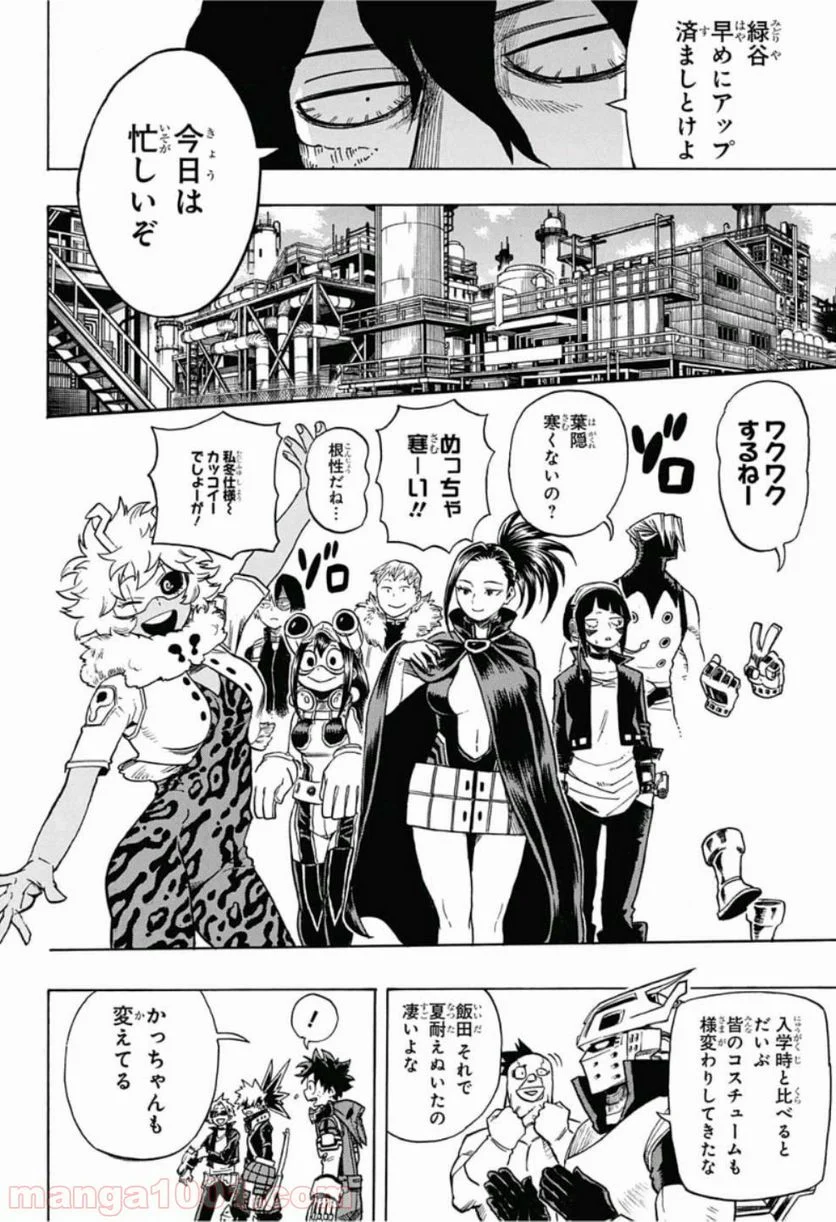 緑谷
早めにアップ
済ましとけよ
今日は
忙しいぞ
ワクワク
するねー
葉隠
寒くないの？
めっちゃ
寒ーい!!
根性だね…
私冬仕様〜
カッコイー
でしょーが！
ゾロ
ゾロ
入学時と比べると
だいぶ
皆のコスチュームも
様変わりしてきたな
飯田 それで
夏耐えぬいたの
凄いよな
！
かっちゃんも
変えてる